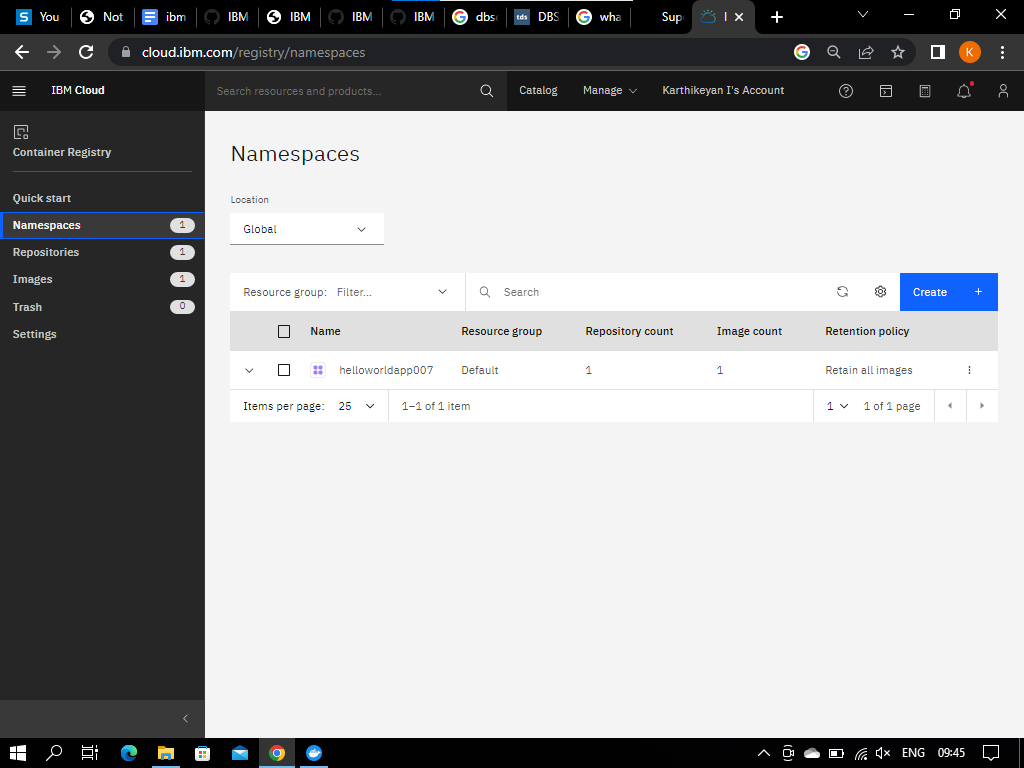 You
Not
ibm
IBM
IBM
IBM
IBM
dbs
DBS
wha
Sup
I
cloud.ibm.com/registry/namespaces
K
IBM Cloud
Search resources and products...
Catalog
Manage
Karthikeyan I's Account
Container Registry
Quick start
Namespaces 1
Repositories 1
Images 1
Trash 0
Settings
Namespaces
Location
Global
Resource group: Filter...
Search
Create +
Name Resource group Repository count Image count Retention policy
helloworldapp007 Default 1 1 Retain all images
Items per page: 25 1–1 of 1 item 1 1 of 1 page
ENG 09:45